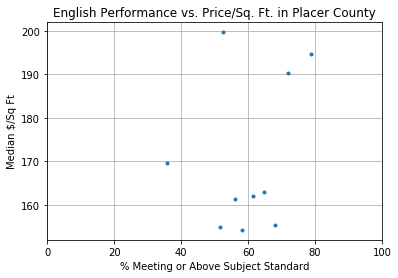 English Performance vs. Price/Sq. Ft. in Placer County
200
190
180
170
160
Median $/Sq Ft
0 20 40 60 80 100
% Meeting or Above Subject Standard